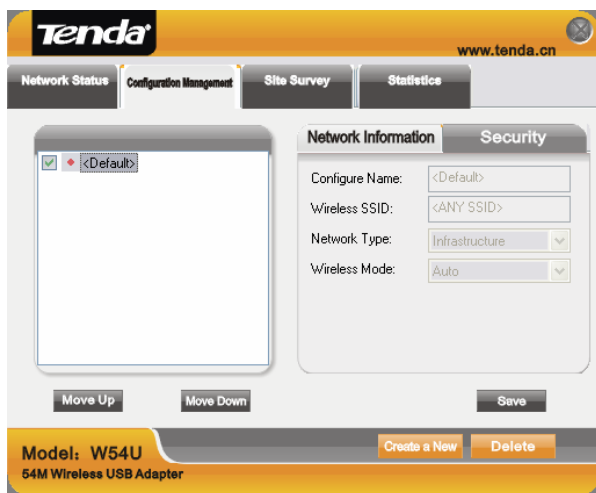 Tenda
www.tenda.cn
Network Status
Configuration Management
Site Survey
Statistics
<Default>
Network Information
Security
Configure Name:
<Default>
Wireless SSID:
<ANY SSID>
Network Type:
Infrastructure
Wireless Mode:
Auto
Move Up
Move Down
Save
Model: W54U
Create a New
Delete
54M Wireless USB Adapter